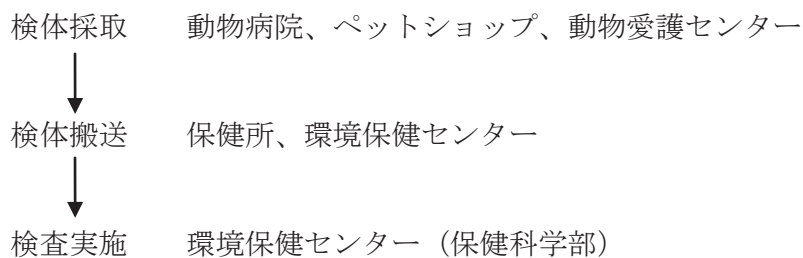 検体採取　動物病院、ペットショップ、動物愛護センター
検体搬送　保健所、環境保健センター
検査実施　環境保健センター（保健科学部）